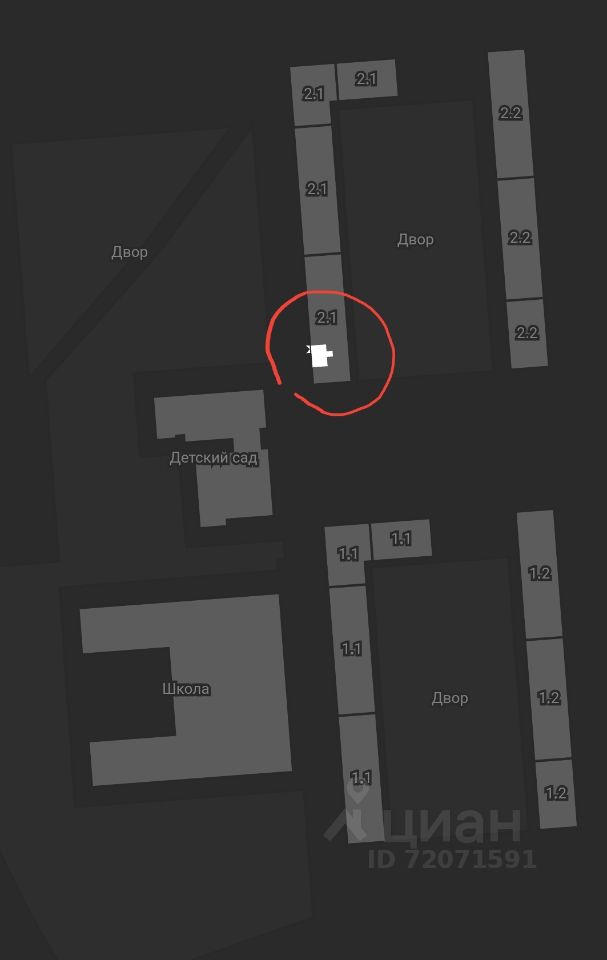 2.1
2.1
2.2
2.1
2.2
Двор
Двор
2.1
2.2
Детский сад
1.1
1.1
1.2
1.1
Школа
Двор
1.2
1.1
1.2
циан
ID 72071591